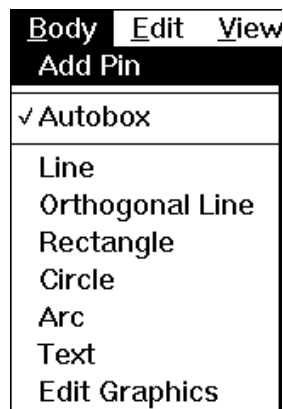 Body Edit View
Add Pin
✓ Autobox
Line
Orthogonal Line
Rectangle
Circle
Arc
Text
Edit Graphics